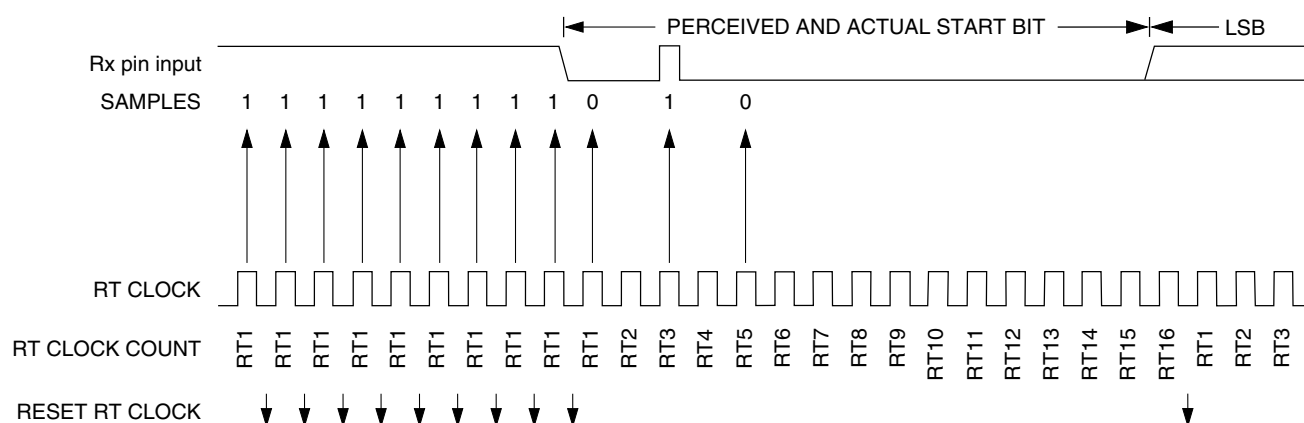 PERCEIVED AND ACTUAL START BIT LSB
Rx pin input
SAMPLES 1 1 1 1 1 1 1 1 1 0 1 0
RT CLOCK
RT CLOCK COUNT RT1 RT1 RT1 RT1 RT1 RT1 RT1 RT1 RT1 RT1 RT2 RT3 RT4 RT5 RT6 RT7 RT8 RT9 RT10 RT11 RT12 RT13 RT14 RT15 RT16 RT1 RT2 RT3
RESET RT CLOCK